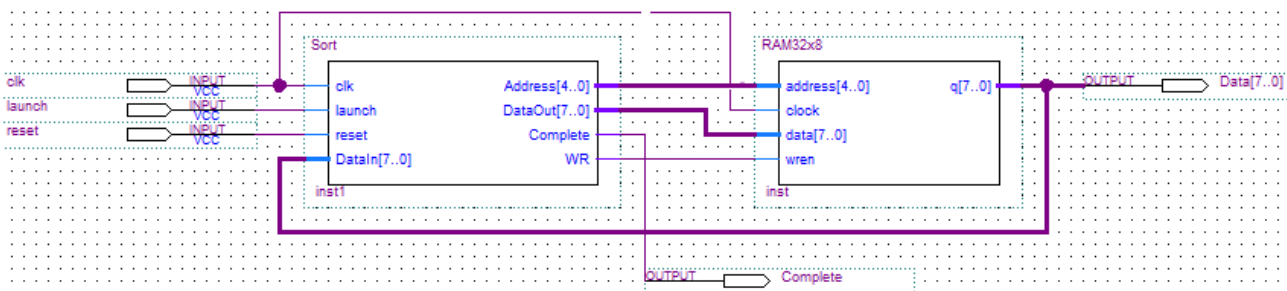 Sort
RAM32x8
clk
INPUT
VCC
clk
Address[4..0]
address[4..0]
q[7..0]
OUTPUT
Data[7..0]
launch
INPUT
VCC
launch
DataOut[7..0]
clock
reset
INPUT
VCC
reset
Complete
data[7..0]
DataIn[7..0]
WR
wren
inst1
inst
OUTPUT
Complete